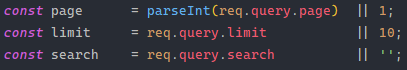 const page      = parseInt(req.query.page)  || 1;
const limit     = req.query.limit           || 10;
const search    = req.query.search          || '';